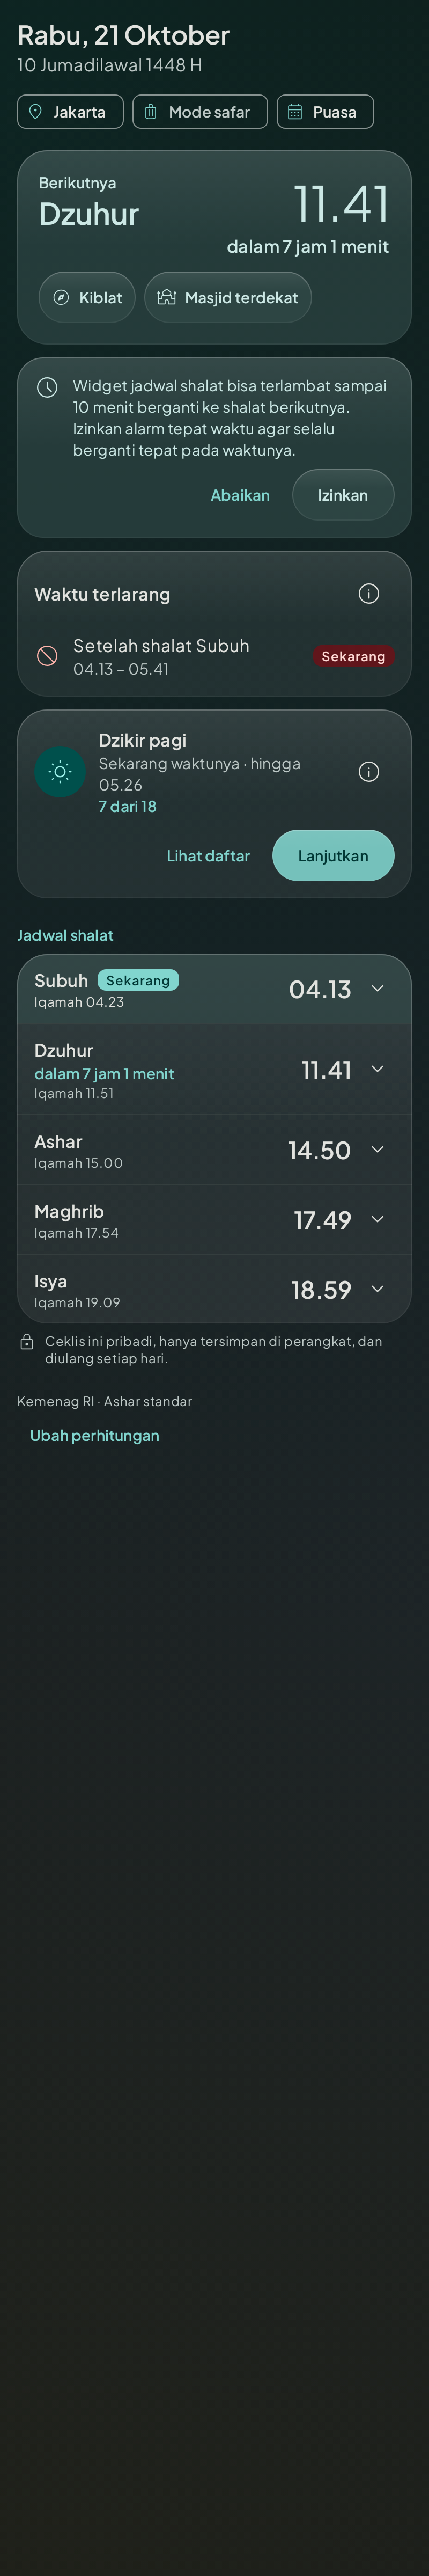 Rabu, 21 Oktober
10 Jumadilawal 1448 H
Jakarta
Mode safar
Puasa
Berikutnya
Dzuhur
11.41
dalam 7 jam 1 menit
Kiblat
Masjid terdekat
Widget jadwal shalat bisa terlambat sampai
10 menit berganti ke shalat berikutnya.
Izinkan alarm tepat waktu agar selalu
berganti tepat pada waktunya.
Abaikan
Izinkan
Waktu terlarang
Setelah shalat Subuh
04.13 – 05.41
Sekarang
Dzikir pagi
Sekarang waktunya · hingga
05.26
7 dari 18
Lihat daftar
Lanjutkan
Jadwal shalat
Subuh
Sekarang
Iqamah 04.23
04.13
Dzuhur
dalam 7 jam 1 menit
Iqamah 11.51
11.41
Ashar
Iqamah 15.00
14.50
Maghrib
Iqamah 17.54
17.49
Isya
Iqamah 19.09
18.59
Ceklis ini pribadi, hanya tersimpan di perangkat, dan
diulang setiap hari.
Kemenag RI · Ashar standar
Ubah perhitungan